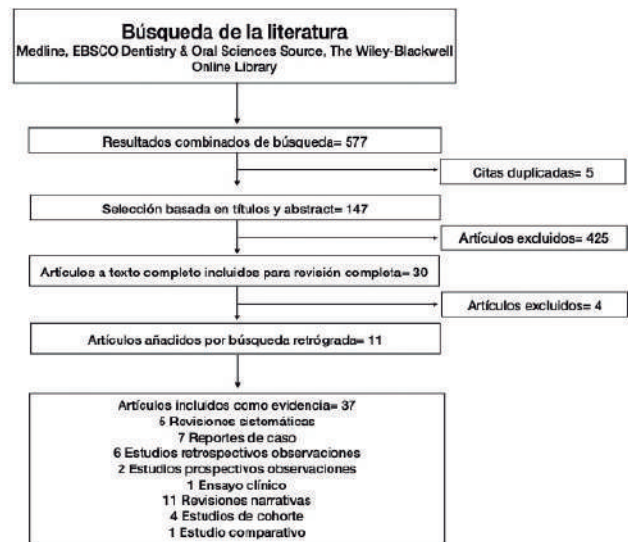 Búsqueda de la literatura
Medline, EBSCO Dentistry & Oral Sciences Source, The Wiley-Blackwell
Online Library
Resultados combinados de búsqueda= 577
Citas duplicadas= 5
Selección basada en títulos y abstract= 147
Artículos excluidos= 425
Artículos a texto completo incluidos para revisión completa= 30
Artículos excluidos= 4
Artículos añadidos por búsqueda retrógrada= 11
Artículos incluidos como evidencia= 37
5 Revisiones sistemáticas
7 Reportes de caso
6 Estudios retrospectivos observaciones
2 Estudios prospectivos observaciones
1 Ensayo clínico
11 Revisiones narrativas
4 Estudios de cohorte
1 Estudio comparativo